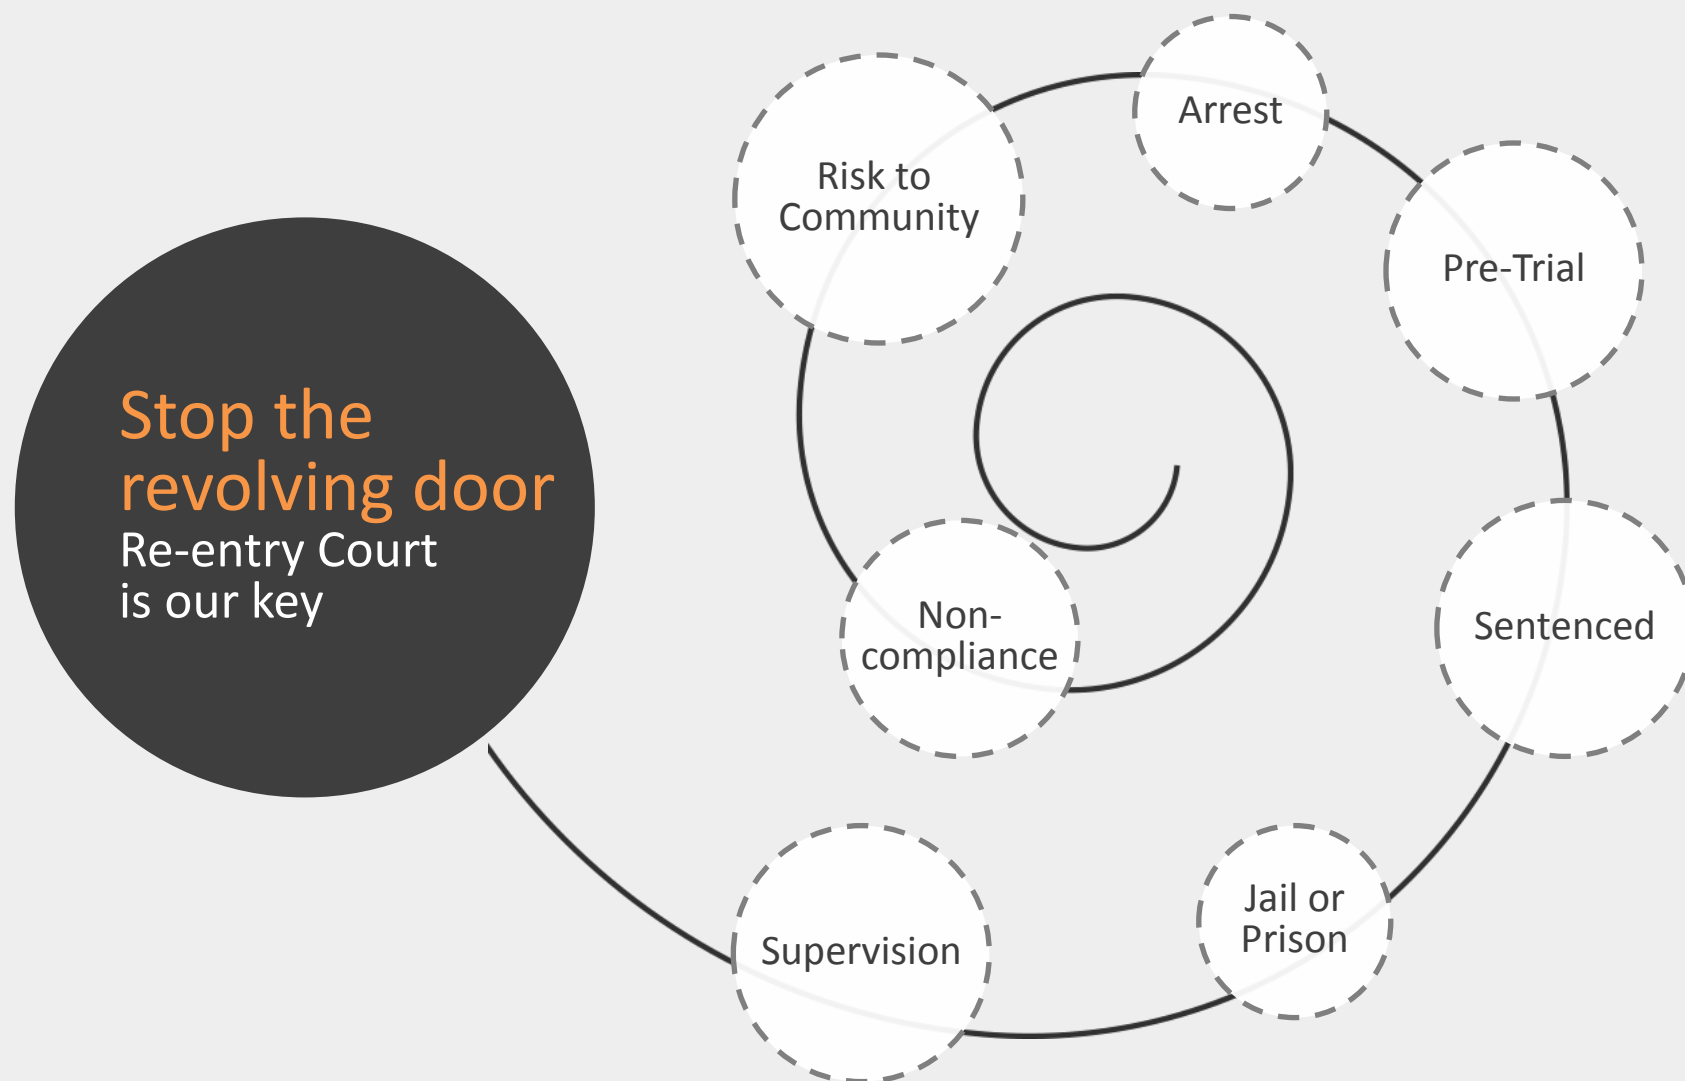 Stop the
revolving door
Re-entry Court
is our key
Risk to
Community
Arrest
Pre-Trial
Sentenced
Jail or
Prison
Supervision
Non-
compliance